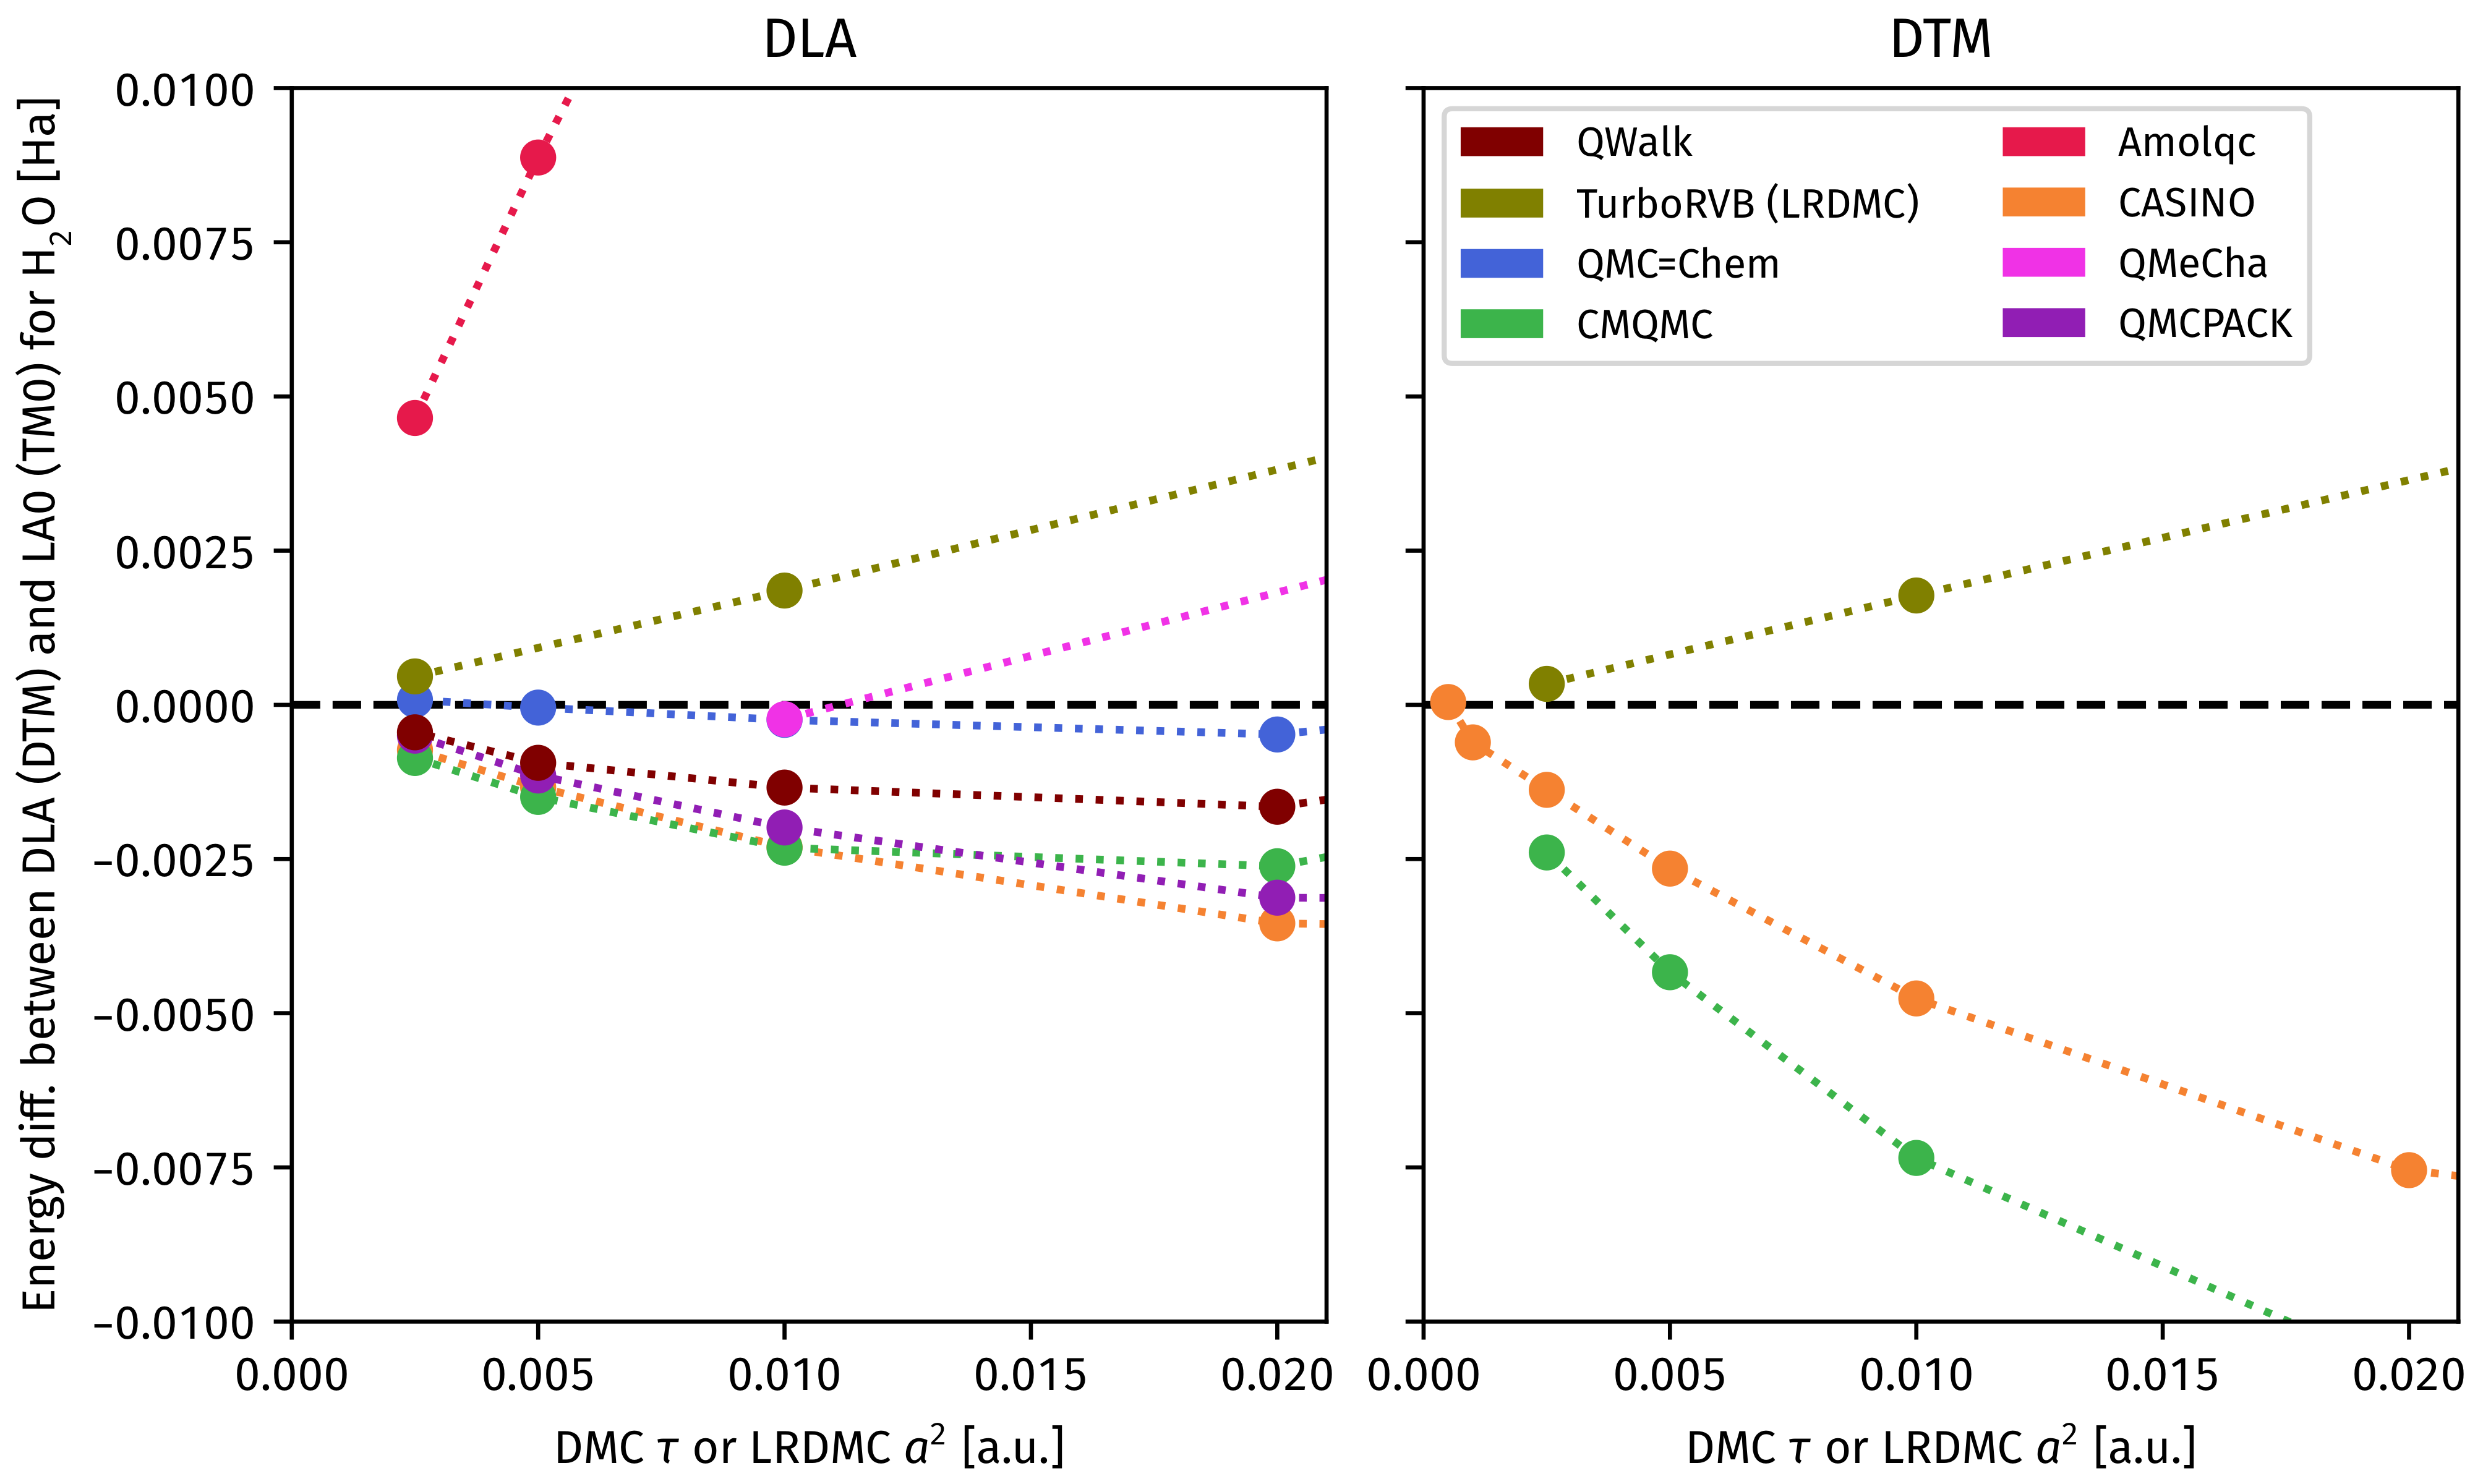 DLA
DTM
Energy diff. between DLA (DTM) and LA0 (TM0) for H2O [Ha]
0.0100
0.0075
0.0050
0.0025
0.0000
−0.0025
−0.0050
−0.0075
−0.0100
QWalk
TurboRVB (LRDMC)
QMC=Chem
CMQMC
Amolqc
CASINO
QMeCha
QMCPACK
0.000 0.005 0.010 0.015 0.020
0.000 0.005 0.010 0.015 0.020
DMC τ or LRDMC a² [a.u.]
DMC τ or LRDMC a² [a.u.]